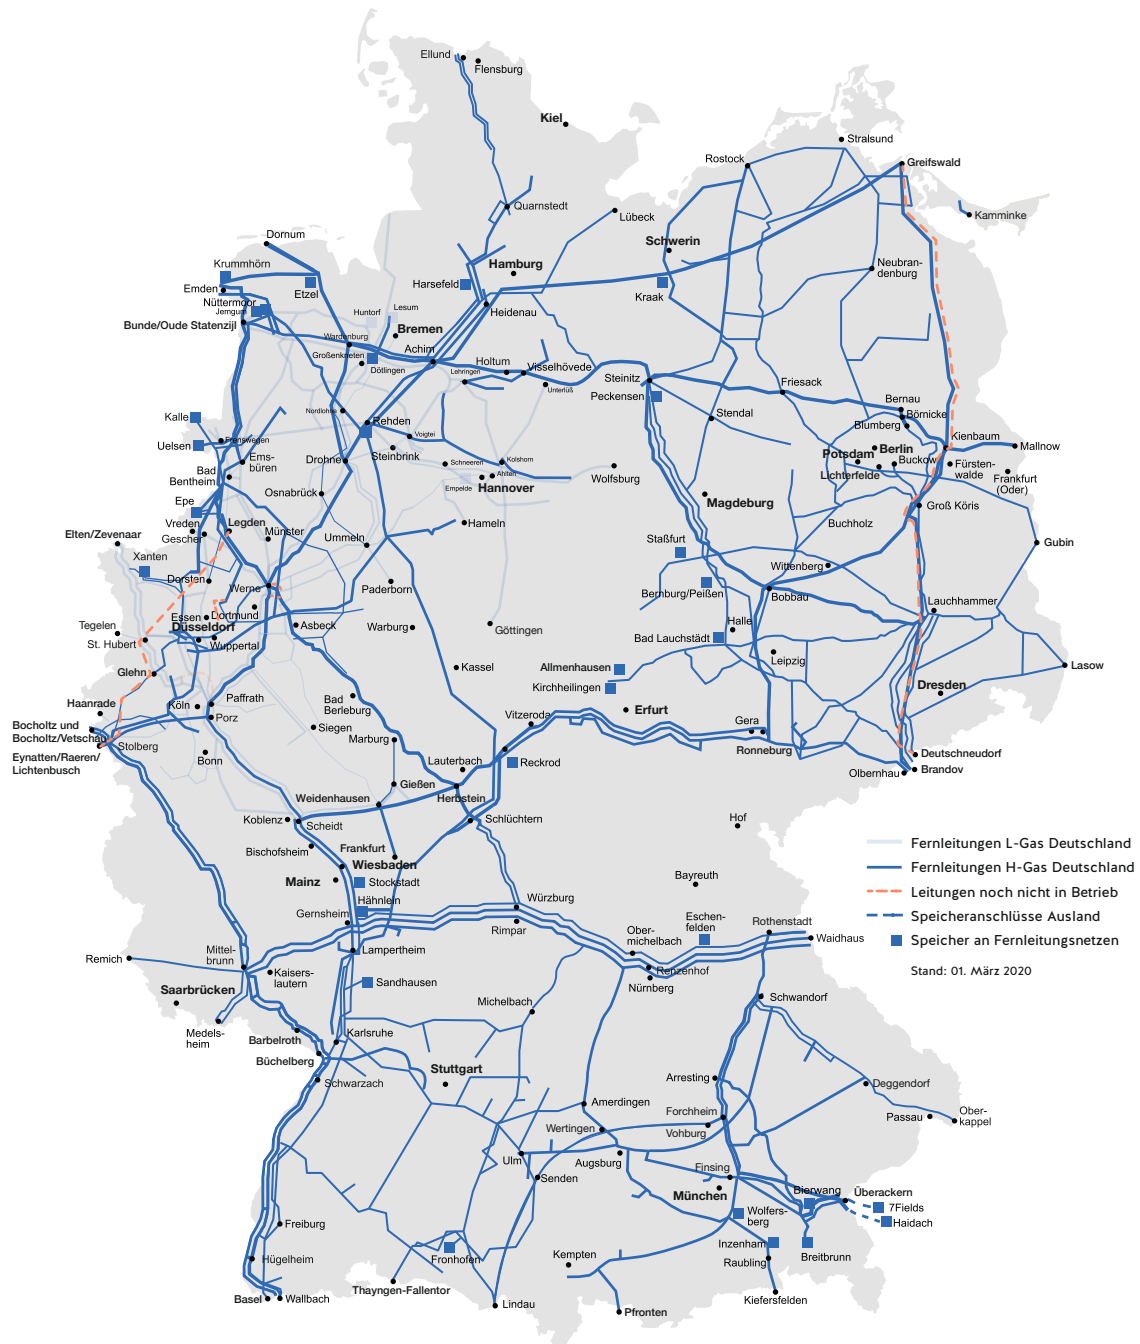 Ellund
Flensburg
Kiel
Stralsund
Rostock
Greifswald
Quarnstedt
Lübeck
Kamminke
Dornum
Schwerin
Krummhörn
Hamburg
Neubran-
denburg
Emden
Etzel
Harsefeld
Kraak
Nüttermoor
Jemgum
Huntorf
Lesum
Heidenau
Bunde/Oude Statenzijl
Bremen
Wardenburg
Achim
Großenkneten
Dötlingen
Holtum
Visselhövede
Lehringen
Unterlüß
Steinitz
Peckensen
Friesack
Bernau
Börnicke
Blumberg
Kalle
Nordlohne
Rehden
Stendal
Kienbaum
Mallnow
Uelsen
Frenswegen
Voigtei
Steinbrink
Potsdam
Berlin
Buckow
Lichterfelde
Fürsten-
walde
Frankfurt
(Oder)
Ems-
büren
Drohne
Schneeren
Kolshorn
Ahlten
Empelde
Hannover
Wolfsburg
Bad
Bentheim
Osnabrück
Magdeburg
Epe
Groß Köris
Vreden
Legden
Gescher
Münster
Ummeln
Hameln
Buchholz
Elten/Zevenaar
Staßfurt
Gubin
Xanten
Dorsten
Werne
Paderborn
Wittenberg
Bernburg/Peißen
Bobbau
Essen
Dortmund
Lauchhammer
Tegelen
Düsseldorf
Asbeck
Warburg
Göttingen
Halle
St. Hubert
Wuppertal
Bad Lauchstädt
Leipzig
Glehn
Kassel
Allmenhausen
Lasow
Kirchheilingen
Dresden
Haanrade
Köln
Paffrath
Bad
Berleburg
Erfurt
Porz
Vitzeroda
Gera
Bocholtz und
Bocholtz/Vetschau
Siegen
Stolberg
Marburg
Ronneburg
Eynatten/Raeren/
Lichtenbusch
Bonn
Lauterbach
Reckrod
Deutschneudorf
Olbernhau
Brandov
Gießen
Herbstein
Weidenhausen
Koblenz
Scheidt
Schlüchtern
Hof
Bischofsheim
Frankfurt
Wiesbaden
Mainz
Stockstadt
Bayreuth
Hähnlein
Würzburg
Gernsheim
Rimpar
Eschen-
felden
Rothenstadt
Waidhaus
Mittel-
brunn
Lampertheim
Ober-
michelbach
Remich
Kaisers-
lautern
Renzenhof
Nürnberg
Saarbrücken
Sandhausen
Michelbach
Schwandorf
Medels-
heim
Barbelroth
Karlsruhe
Büchelberg
Stuttgart
Schwarzach
Arresting
Deggendorf
Amerdingen
Forchheim
Passau
Ober-
kappel
Wertingen
Vohburg
Ulm
Augsburg
Senden
Finsing
München
Bierwang
Überackern
7Fields
Haidach
Freiburg
Wolfers-
berg
Hügelheim
Fronhofen
Kempten
Inzenham
Raubling
Breitbrunn
Basel
Wallbach
Thayngen-Fallentor
Lindau
Pfronten
Kiefersfelden
Fernleitungen L-Gas Deutschland
Fernleitungen H-Gas Deutschland
Leitungen noch nicht in Betrieb
Speicheranschlüsse Ausland
Speicher an Fernleitungsnetzen
Stand: 01. März 2020